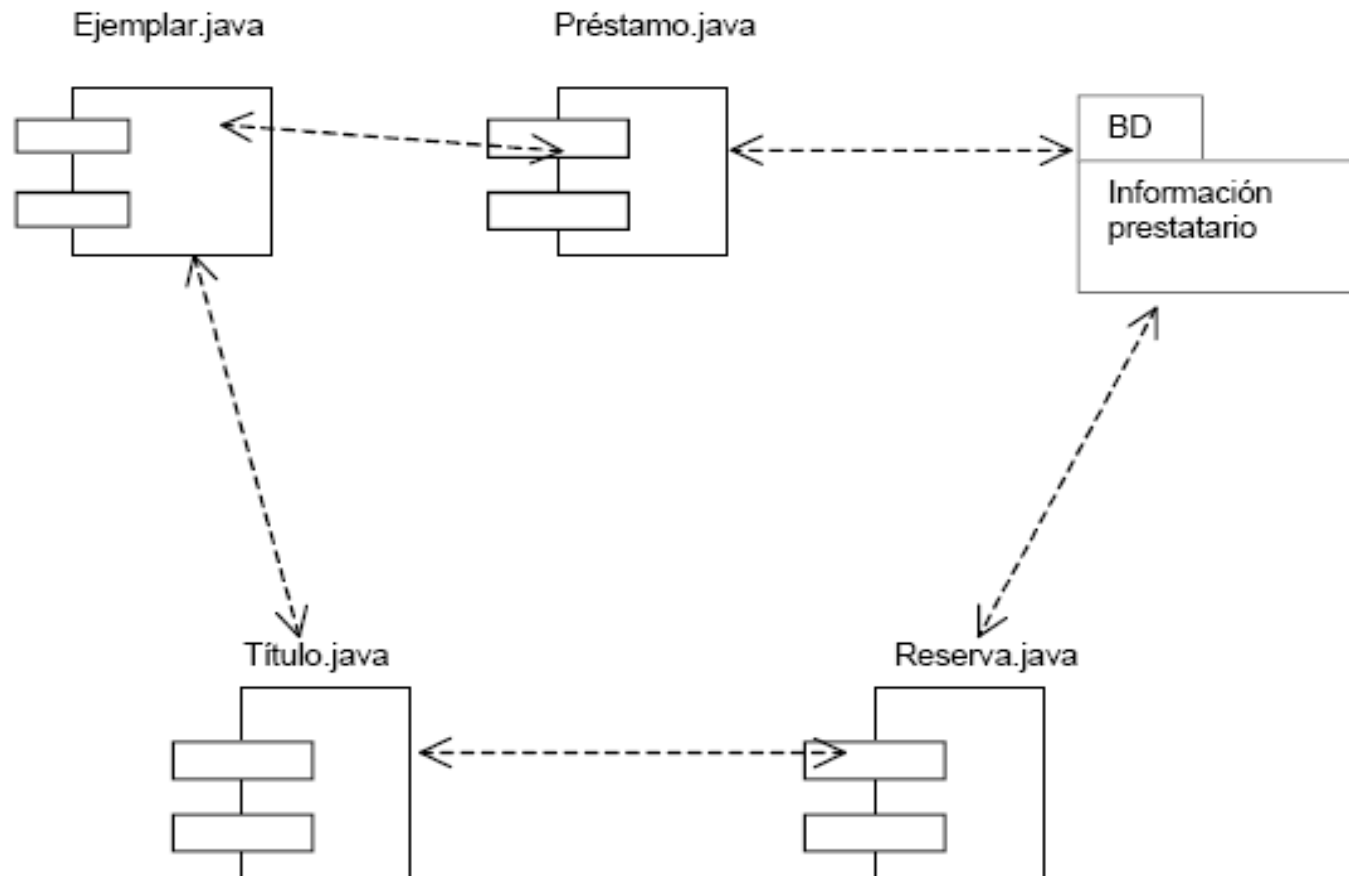 Ejemplar.java
Préstamo.java
BD
Información
prestatario
Título.java
Reserva.java